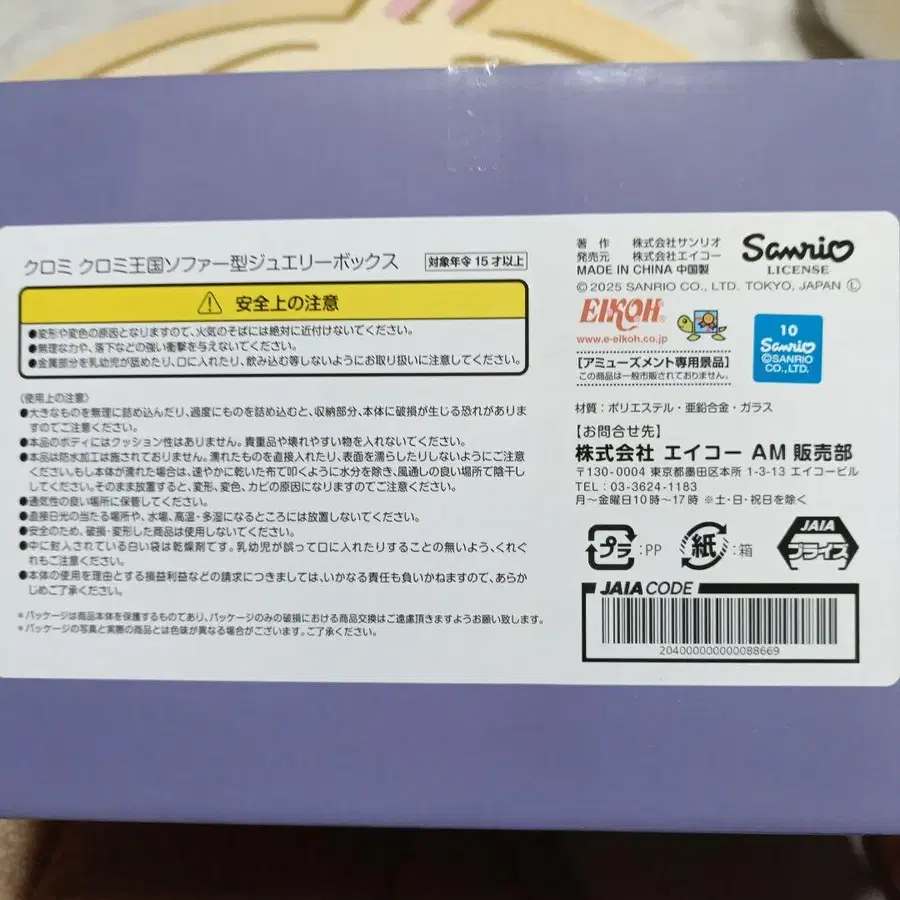 クロミ クロミ王国ソファー型ジュエリーボックス
対象年令15才以上
安全上の注意
●変形や変色の原因となりますので、火気のそばには絶対に近付けないでください。
●無理な力や、落下などの強い衝撃を与えないでください。
●金属部分を乳幼児が舐めたり、口に入れたり、飲み込む等しないようにお取り扱いに注意してください。
〈使用上の注意〉
●大きなものを無理に詰め込んだり、過度にものを詰め込むと、収納部分、本体に破損が生じる恐れがありま
すのでご注意ください。
●本品のボディにはクッション性はありません。貴重品や壊れやすい物を入れないでください。
●本品は防水加工は施されておりません。濡れたものを直接入れたり、表面を濡らしたりしないようにご注意
ください。もし本体が濡れた場合は、速やかに乾いた布で叩くように水分を除き、風通しの良い場所で陰干し
してください。そのまま放置すると、変形、変色、カビの原因になりますのでご注意ください。
●通気性の良い場所に保管してください。
●直接日光の当たる場所や、水場、高温・多湿になるところには放置しないでください。
●安全のため、破損・変形した商品は使用しないでください。
●中に封入されている白い袋は乾燥剤です。乳幼児が誤って口に入れたりすることの無いよう、くれぐ
れもご注意ください。
●本体の使用を理由とする損益利益などの請求につきましては、いかなる責任も負いかねますので、あらか
じめご了承ください。
*パッケージは商品本体を保護するものであり、パッケージのみの破損における商品交換はご遠慮頂きますようお願い致します。
*パッケージの写真と実際の商品とは色味が異なる場合がございます。ご了承ください。
著 作 株式会社サンリオ
発売元 株式会社エイコー
MADE IN CHINA 中国製
Sanrio
LICENSE
©2025 SANRIO CO., LTD. TOKYO, JAPAN Ⓛ
EIKOH
www.e-eikoh.co.jp
【アミューズメント専用景品】
この商品は一般市販されておりません。
10
Sanrio
©SANRIO
CO.,LTD.
材質：ポリエステル・亜鉛合金・ガラス
【お問合せ先】
株式会社 エイコー AM 販売部
〒130-0004 東京都墨田区本所 1-3-13 エイコービル
TEL：03-3624-1183
月～金曜日10時～17時 ※土・日・祝日を除く
プラ：PP
紙：箱
JAIA
プライズ
JAIA CODE
204000000000088669